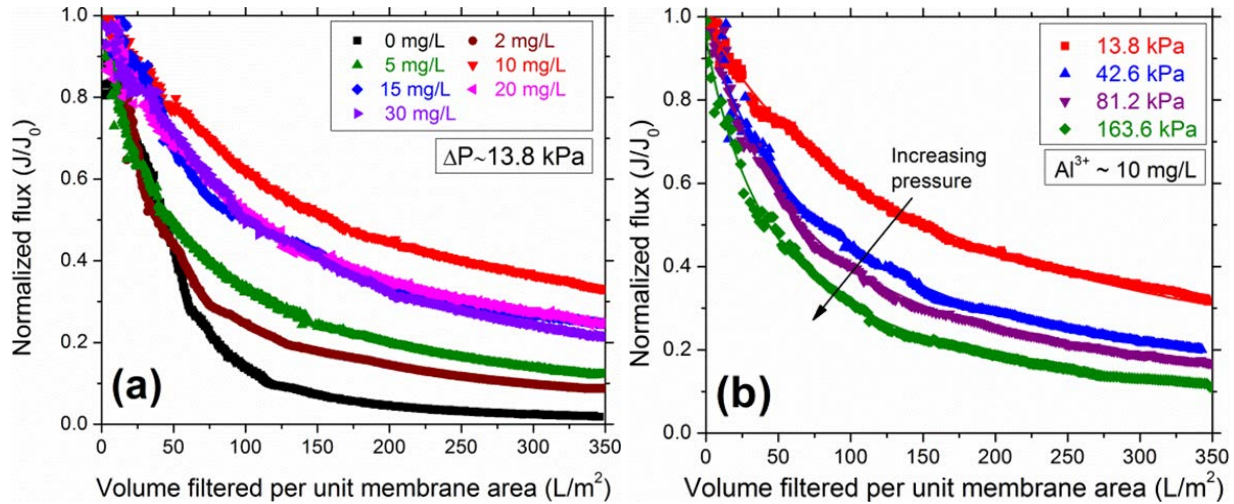 Normalized flux (J/J₀)
1.0
0.8
0.6
0.4
0.2
0.0
0 mg/L 2 mg/L
5 mg/L 10 mg/L
15 mg/L 20 mg/L
30 mg/L
ΔP~13.8 kPa
(a)
0 50 100 150 200 250 300 350
Volume filtered per unit membrane area (L/m²)
Normalized flux (J/J₀)
1.0
0.8
0.6
0.4
0.2
0.0
13.8 kPa
42.6 kPa
81.2 kPa
163.6 kPa
Al³⁺ ~ 10 mg/L
Increasing
pressure
(b)
0 50 100 150 200 250 300 350
Volume filtered per unit membrane area (L/m²)